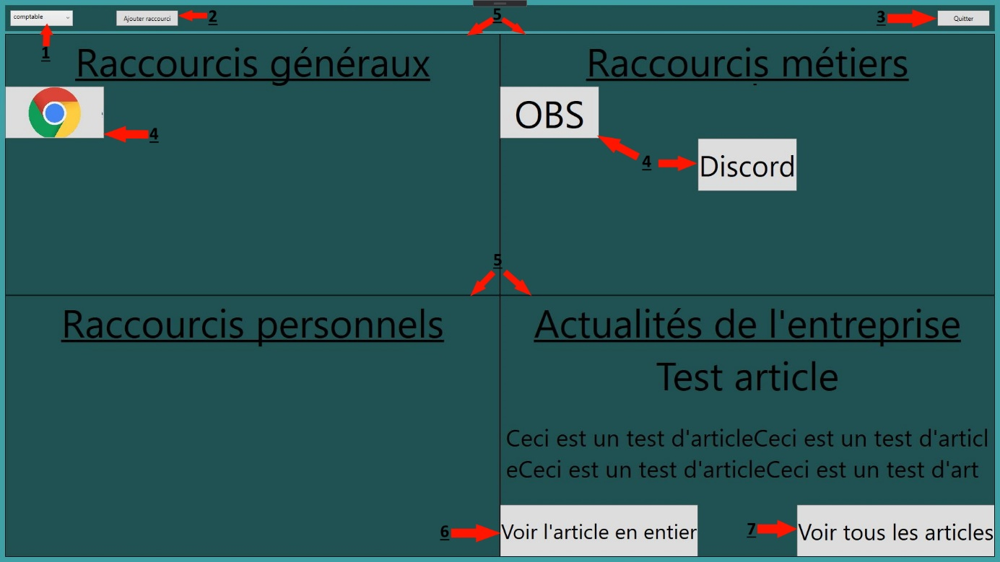 comptable
Ajouter raccourci
2
5
3
Quitter
1
Raccourcis généraux
Raccourcis métiers
4
OBS
4
Discord
5
Raccourcis personnels
Actualités de l'entreprise
Test article
Ceci est un test d'articleCeci est un test d'articl
eCeci est un test d'articleCeci est un test d'art
6
Voir l'article en entier
7
Voir tous les articles